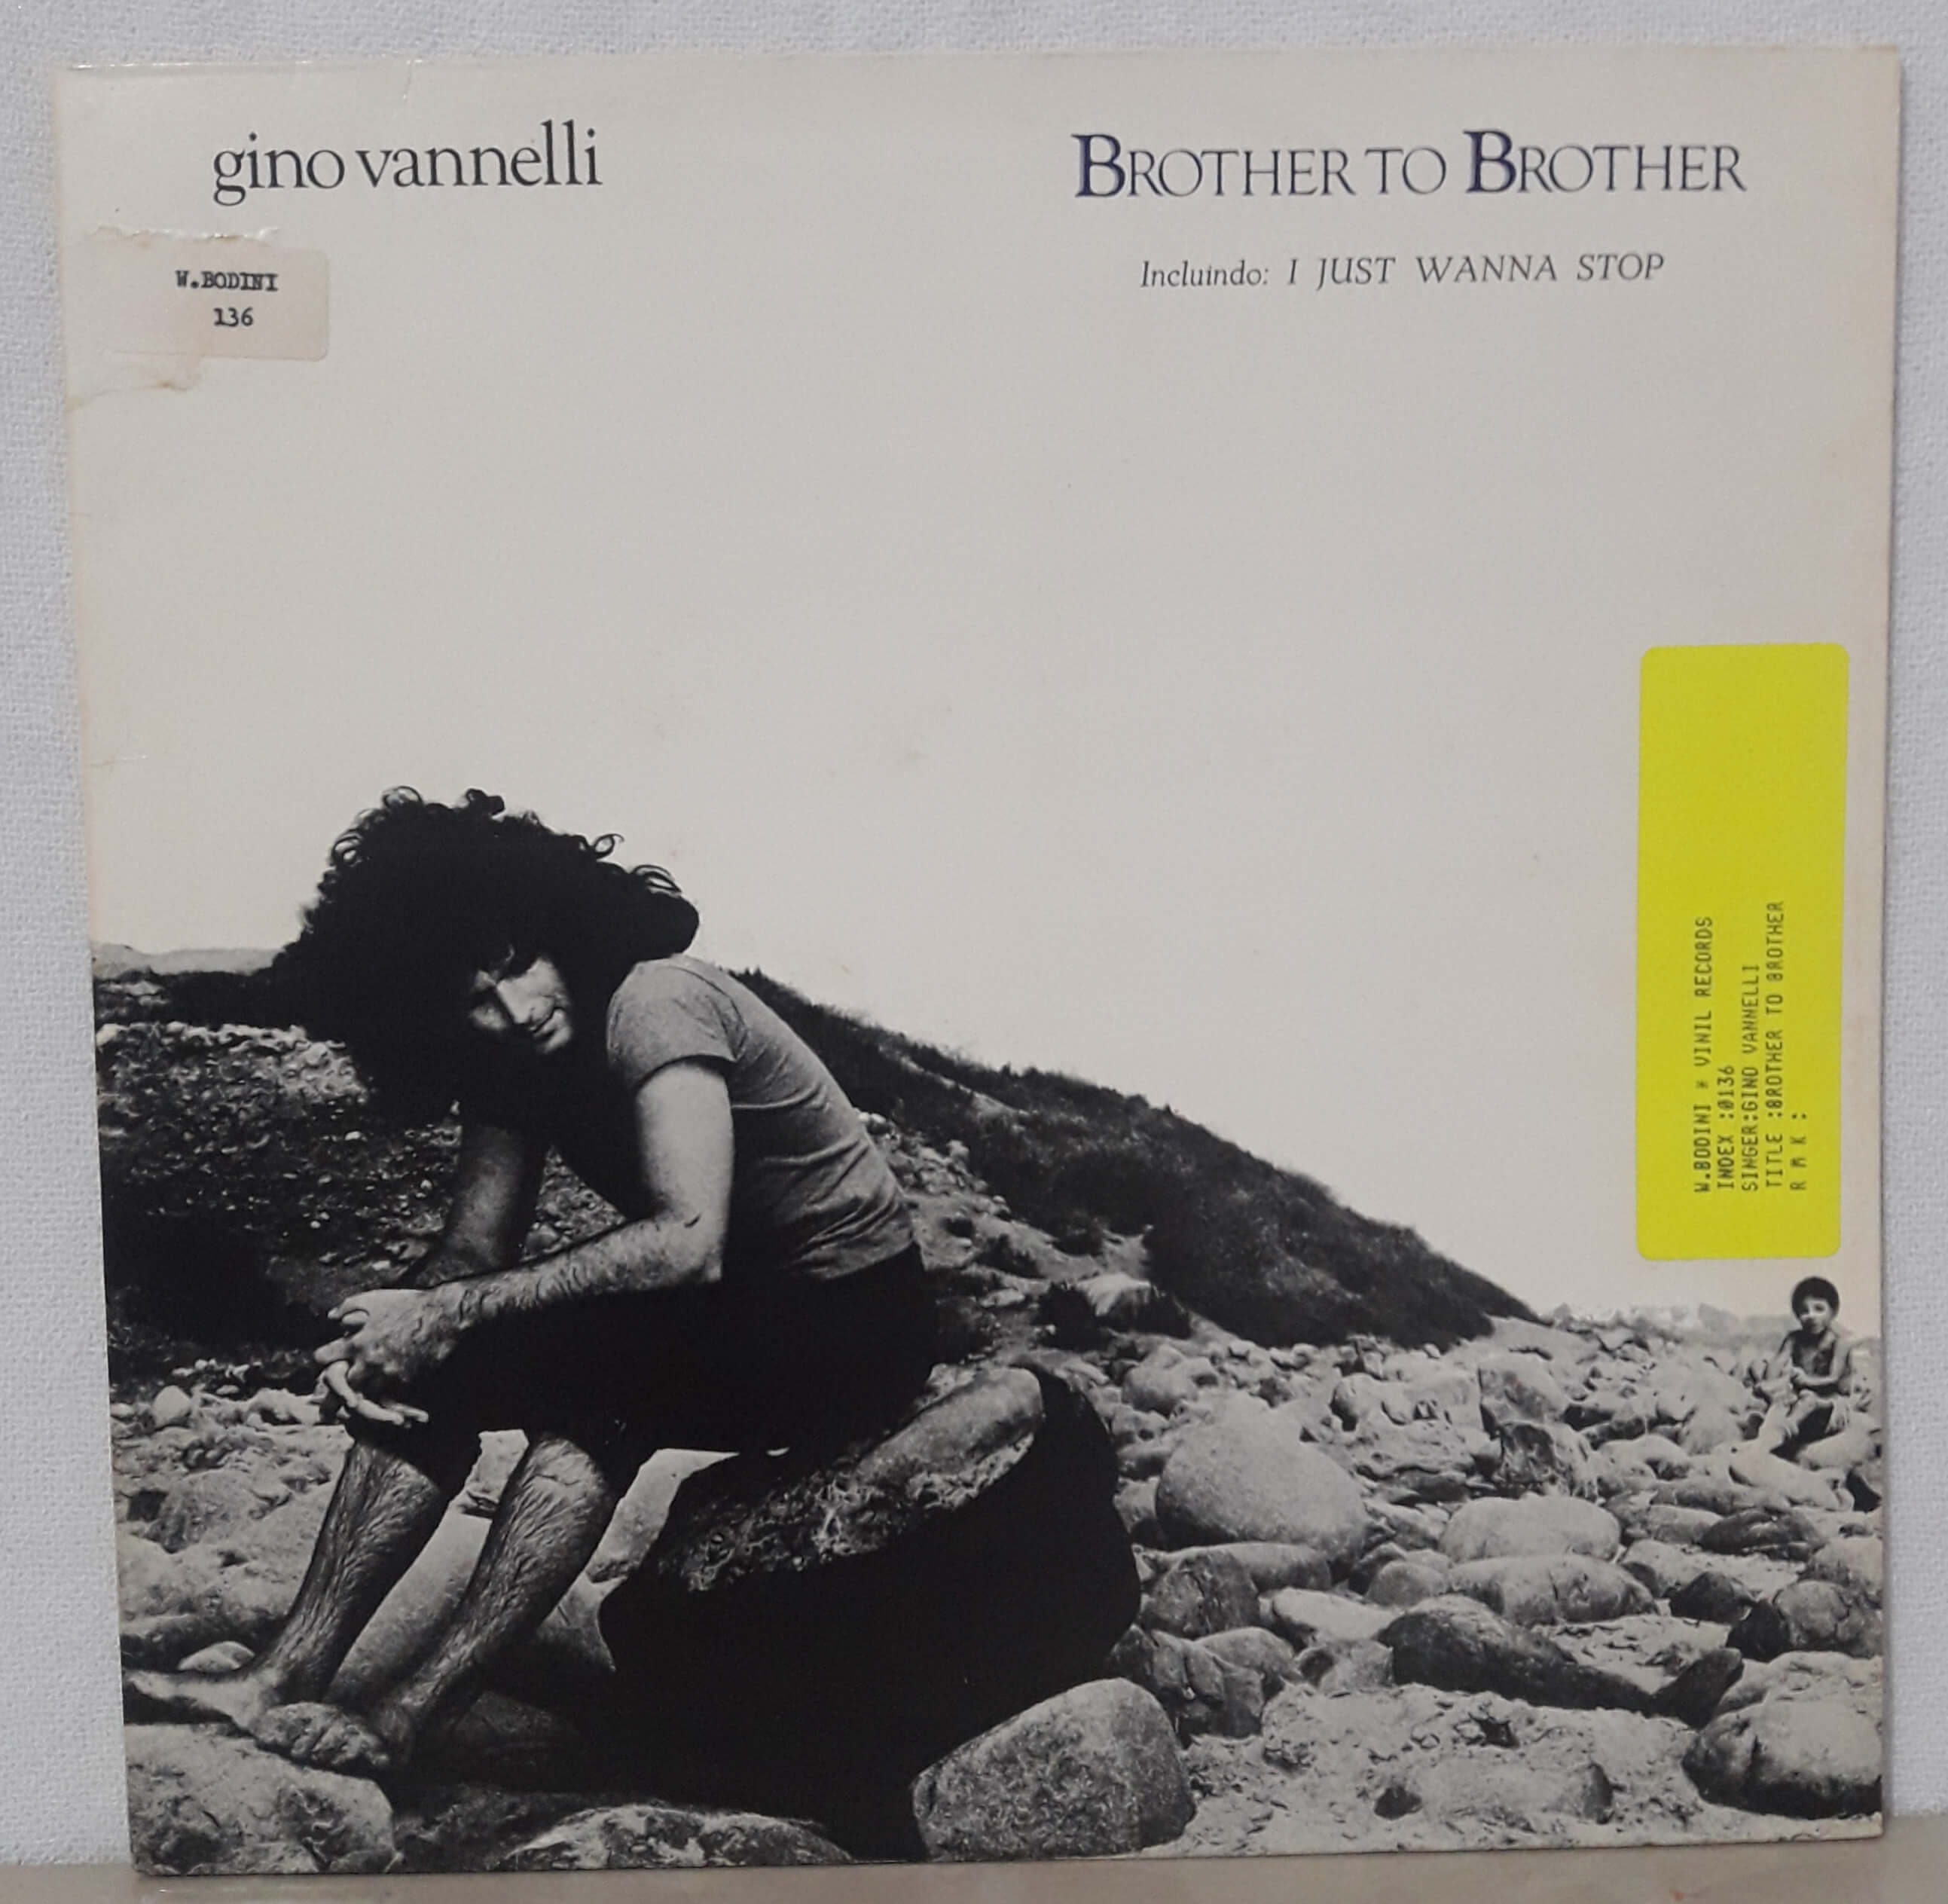 gino vannelli
BROTHER TO BROTHER
Incluindo: I JUST WANNA STOP
W.BODINI
136
W.BODINI * VINIL RECORDS
INDEX :0136
SINGER:GINO VANNELLI
TITLE :BROTHER TO BROTHER
R M K :